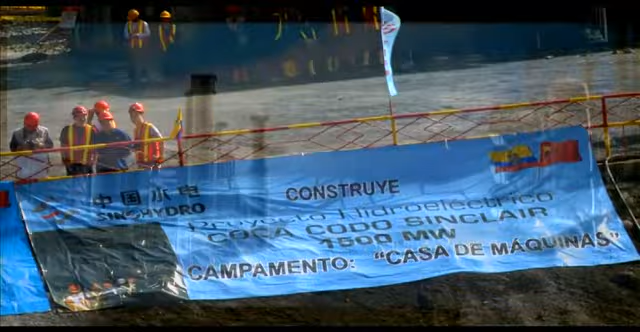 中国水电
SINOHYDRO
CONSTRUYE
Proyecto Hidroeléctrico
COCA CODO SINCLAIR
1500 MW
CAMPAMENTO: "CASA DE MÁQUINAS"